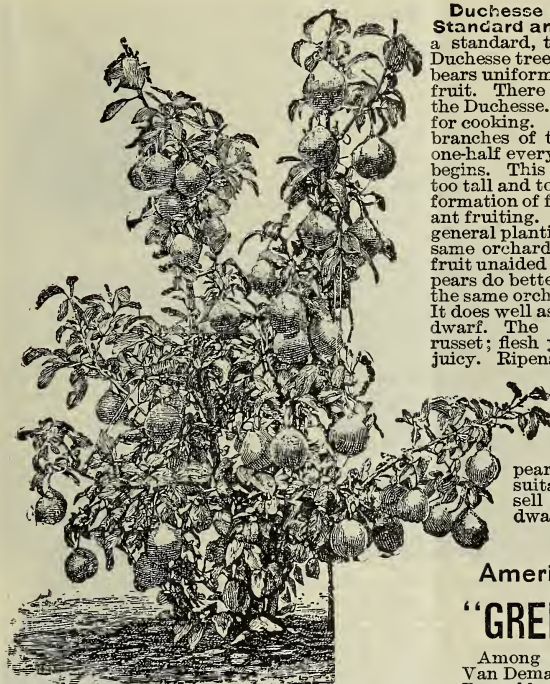 Duchesse
Standard an
a standard, t
Duchesse tree
bears uniform
fruit. There
the Duchesse.
for cooking.
branches of t
one-half every
begins. This
too tall and to
formation of f
ant fruiting.
general planti
same orchard
fruit unaided
pears do bette
the same orch
It does well as
dwarf. The
russet; flesh
juicy. Ripens
pear
suita
sell
dwa
Ameri
"GRE
Among
Van Dema